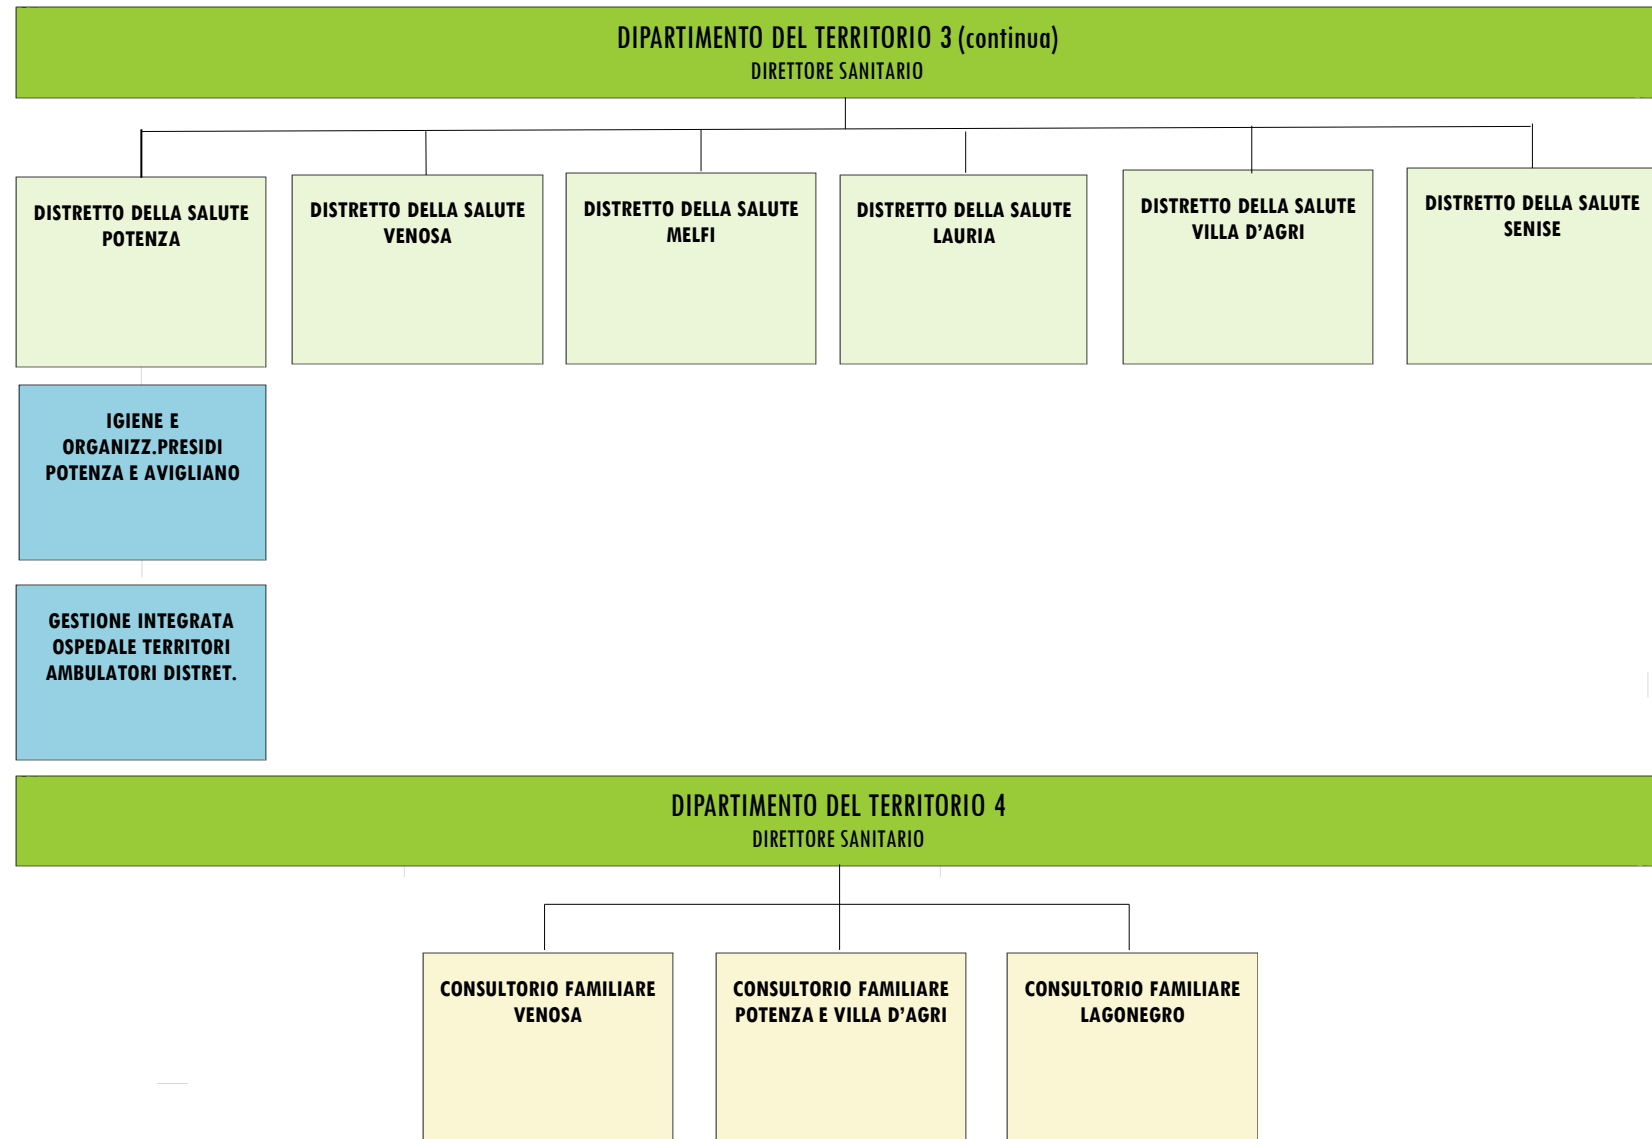 DIPARTIMENTO DEL TERRITORIO 3 (continua)
DIRETTORE SANITARIO
DISTRETTO DELLA SALUTE
POTENZA
DISTRETTO DELLA SALUTE
VENOSA
DISTRETTO DELLA SALUTE
MELFI
DISTRETTO DELLA SALUTE
LAURIA
DISTRETTO DELLA SALUTE
VILLA D’AGRI
DISTRETTO DELLA SALUTE
SENISE
IGIENE E
ORGANIZZ.PRESIDI
POTENZA E AVIGLIANO
GESTIONE INTEGRATA
OSPEDALE TERRITORI
AMBULATORI DISTRET.
DIPARTIMENTO DEL TERRITORIO 4
DIRETTORE SANITARIO
CONSULTORIO FAMILIARE
VENOSA
CONSULTORIO FAMILIARE
POTENZA E VILLA D’AGRI
CONSULTORIO FAMILIARE
LAGONEGRO